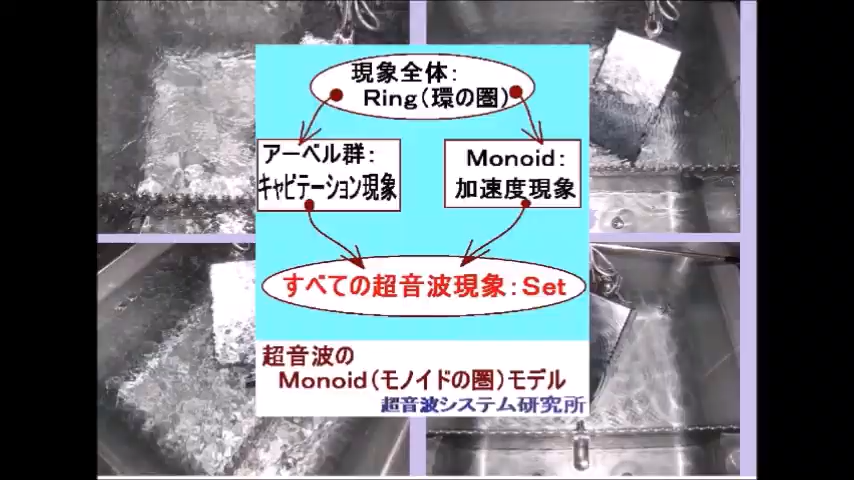 現象全体：
Ring（環の圏）
アーベル群：
キャビテーション現象
Monoid：
加速度現象
すべての超音波現象：Set
超音波の
Monoid（モノイドの圏）モデル
超音波システム研究所